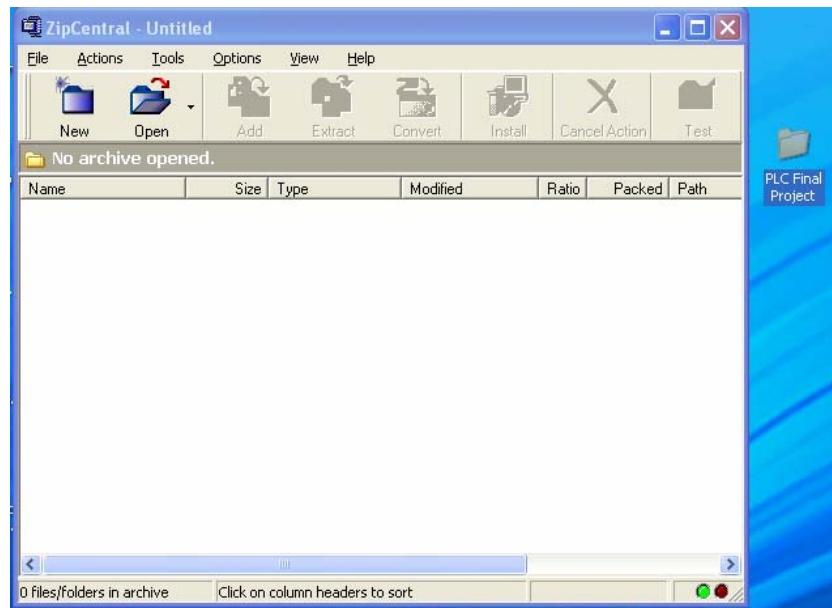 ZipCentral - Untitled
File Actions Tools Options View Help
New Open Add Extract Convert Install Cancel Action Test
No archive opened.
Name Size Type Modified Ratio Packed Path
PLC Final
Project
0 files/folders in archive Click on column headers to sort